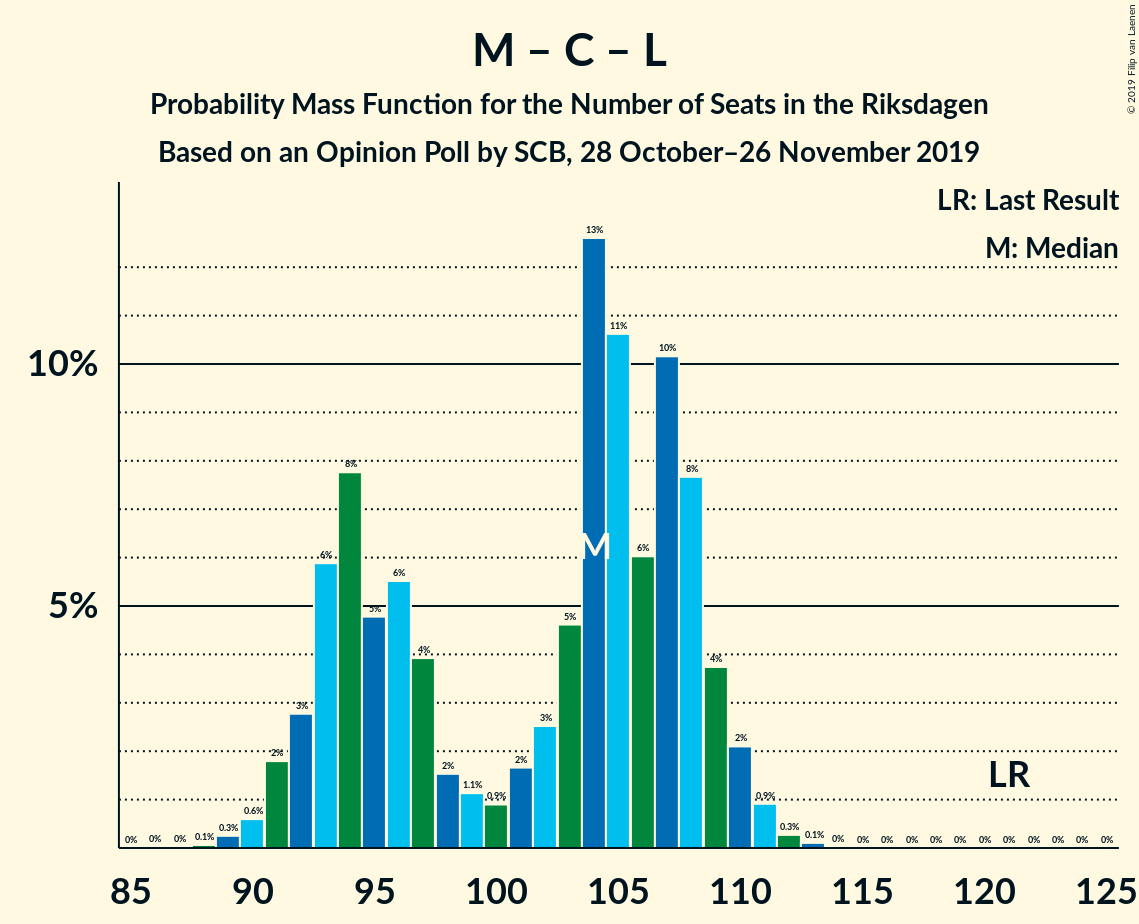 M – C – L
Probability Mass Function for the Number of Seats in the Riksdagen
Based on an Opinion Poll by SCB, 28 October–26 November 2019
© 2019 Filip van Laenen
LR: Last Result
M: Median
10%
5%
0% 0% 0% 0.1% 0.3% 0.6% 2% 3% 6% 8% 5% 6% 4% 2% 1.1% 0.9% 2% 3% 5% 13% 11% 6% 10% 8% 4% 2% 0.9% 0.3% 0.1% 0% 0% 0% 0% 0% 0% 0% 0% 0% 0% 0% 0%
M
LR
85 90 95 100 105 110 115 120 125